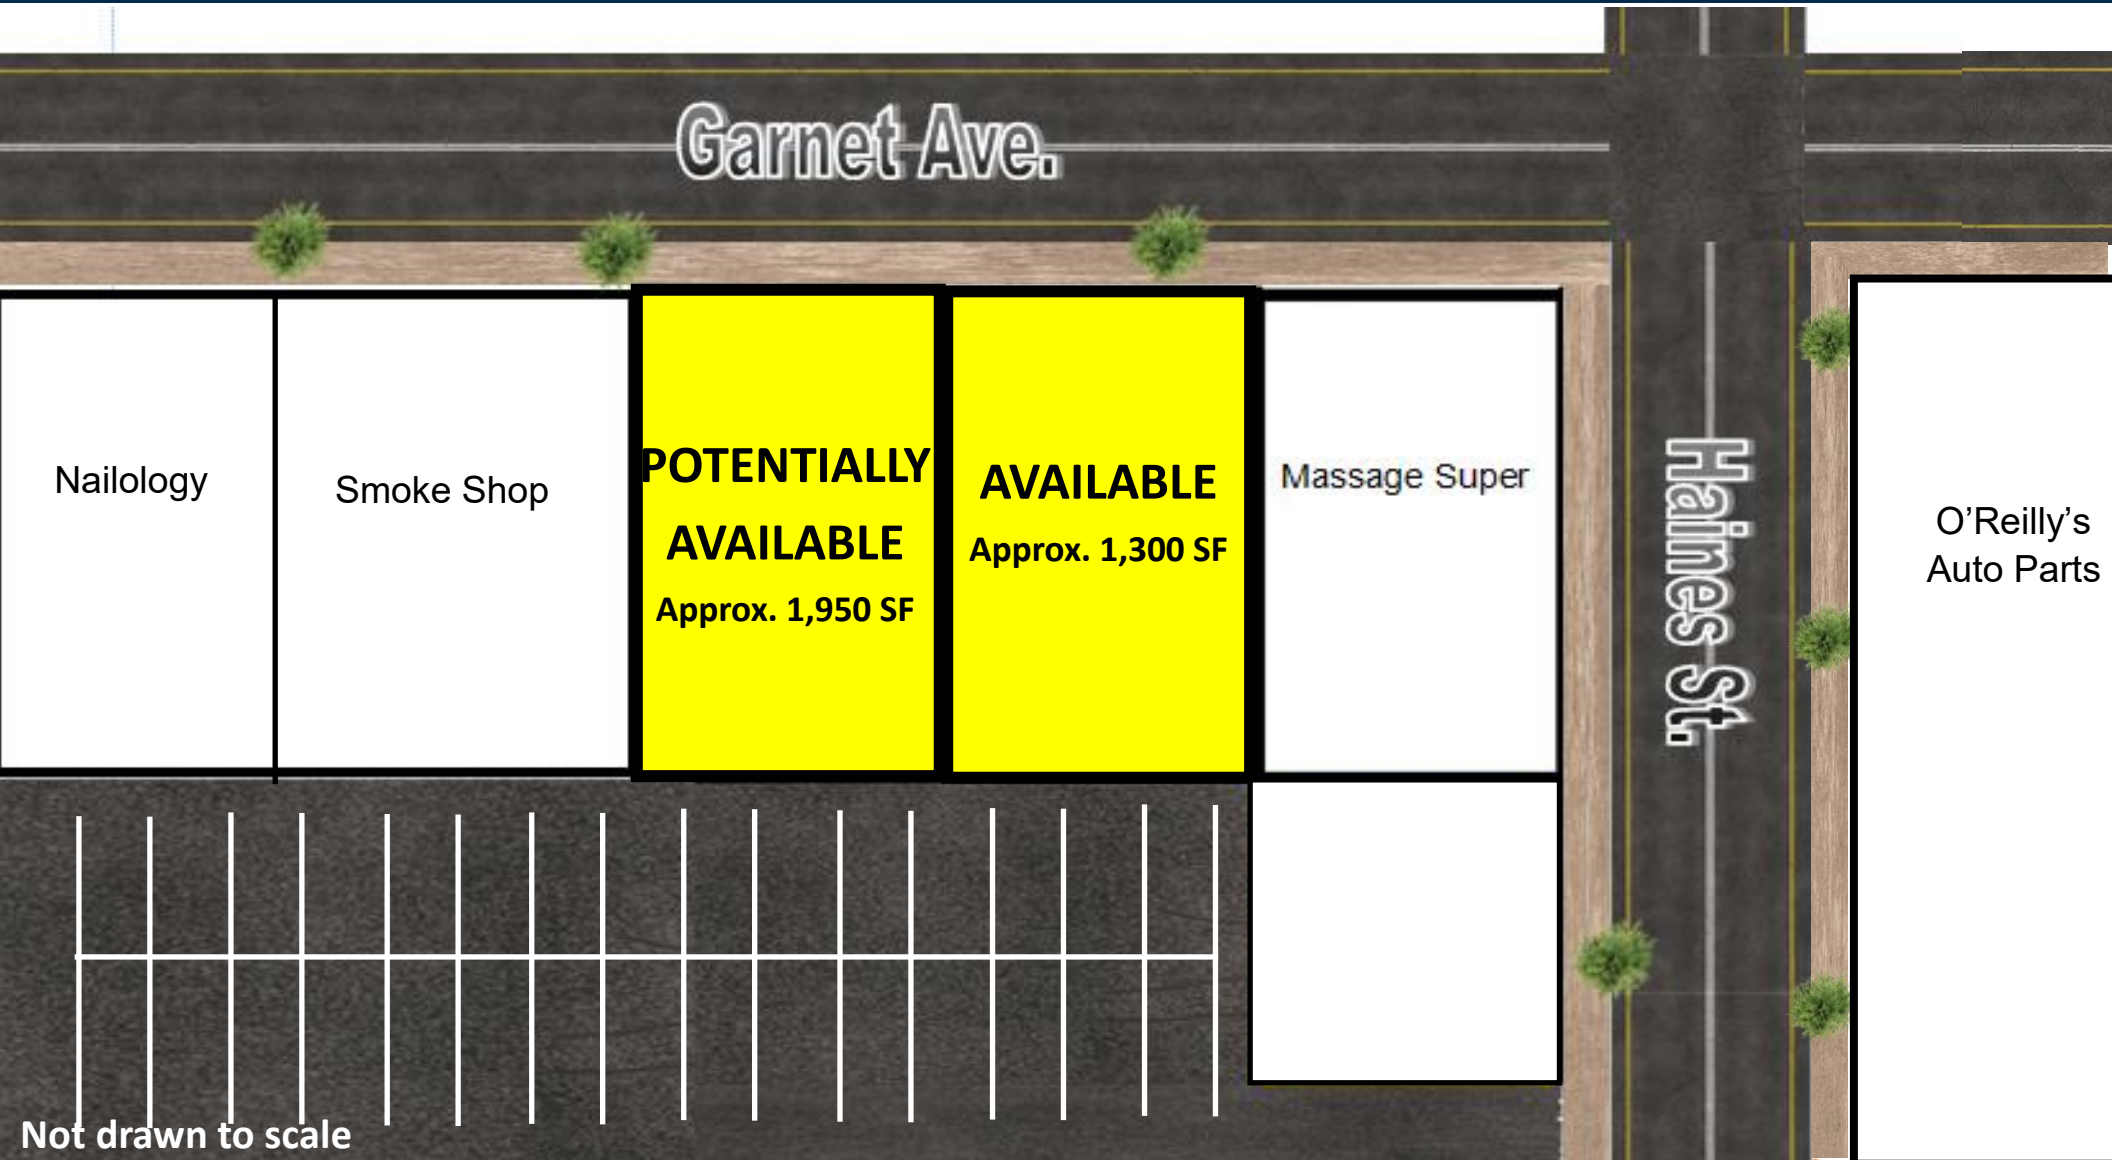 Garnet Ave.
Nailology
Smoke Shop
POTENTIALLY
AVAILABLE
Approx. 1,950 SF
AVAILABLE
Approx. 1,300 SF
Massage Super
Haines St.
O’Reilly’s
Auto Parts
Not drawn to scale